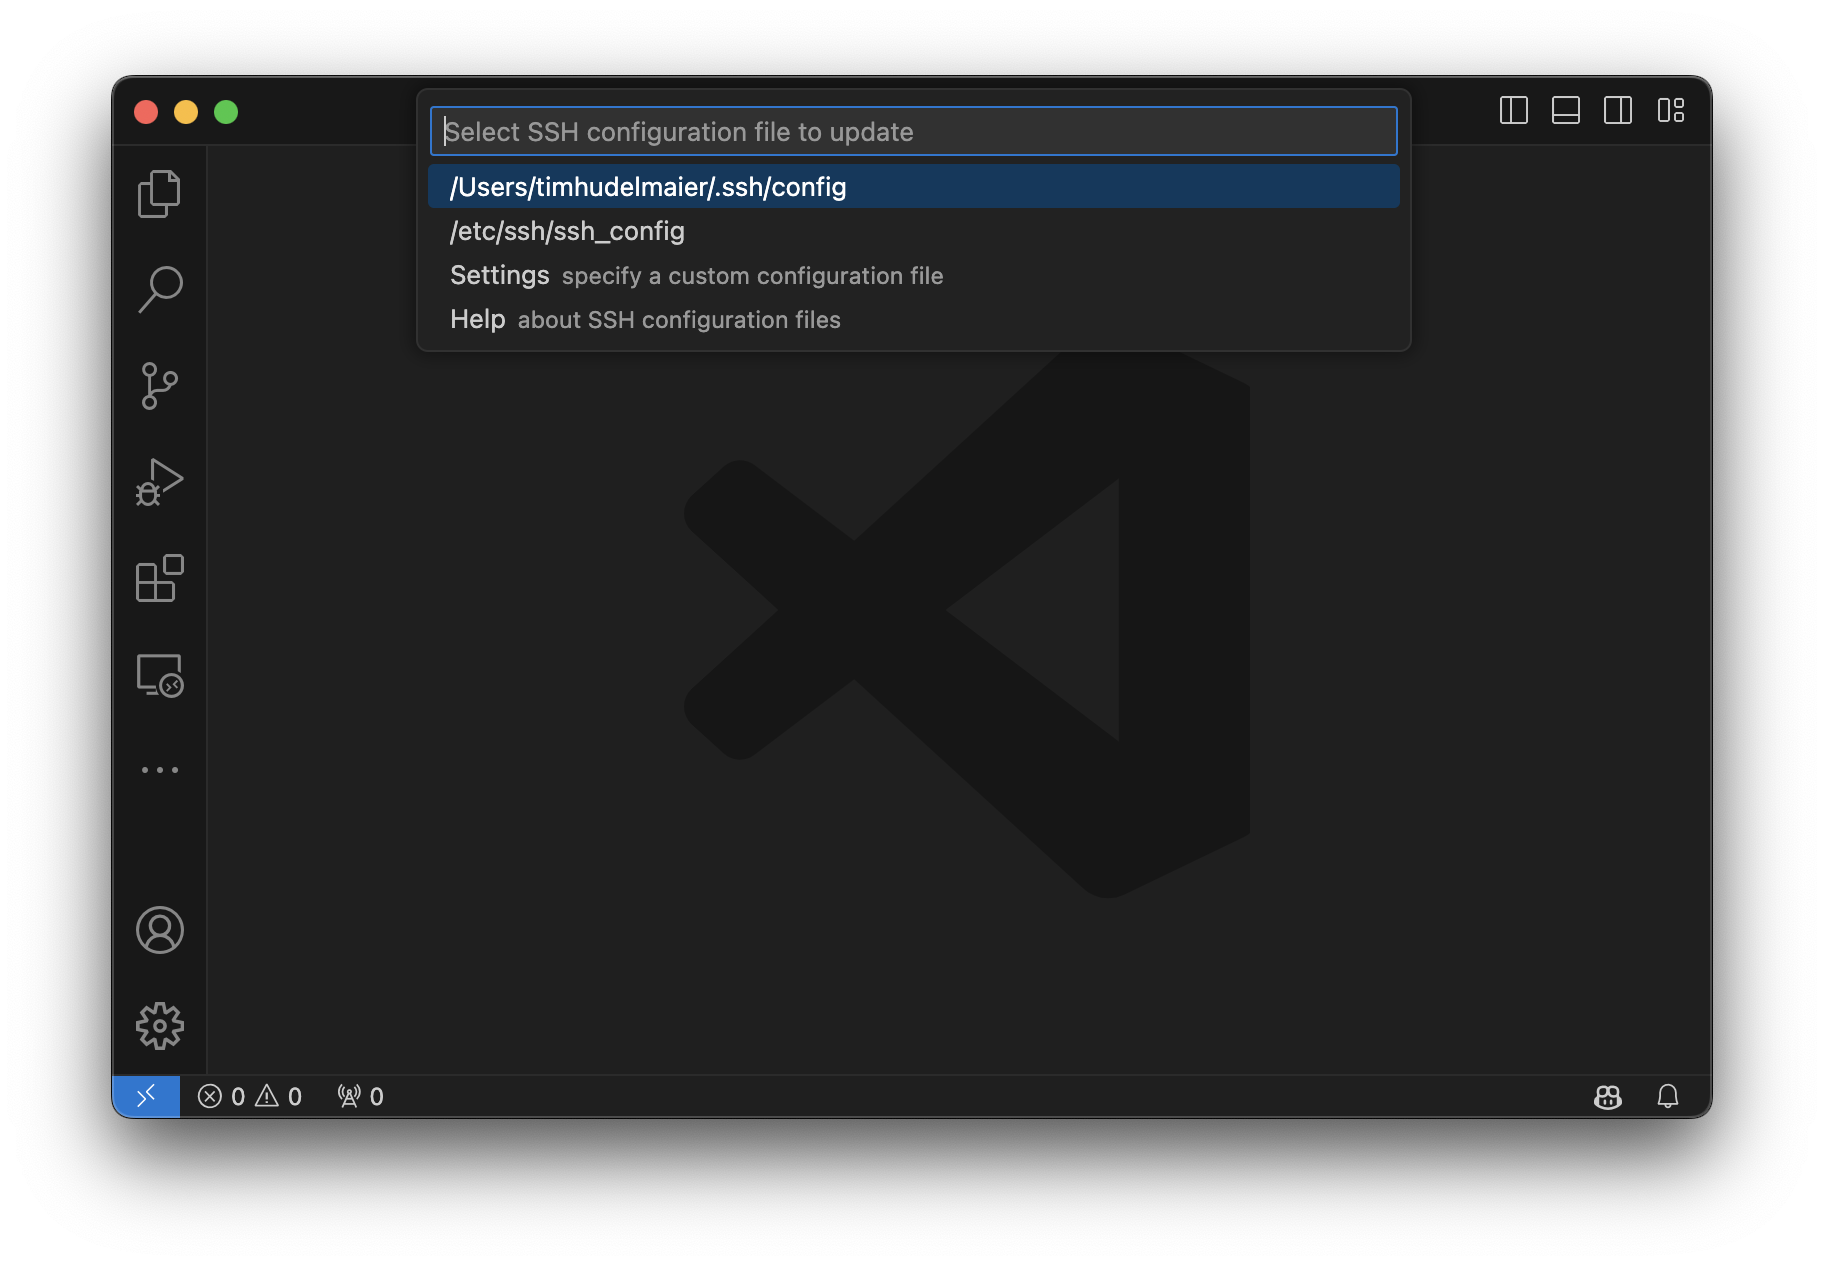 Select SSH configuration file to update
/Users/timhudelmaier/.ssh/config
/etc/ssh/ssh_config
Settings specify a custom configuration file
Help about SSH configuration files
0 0 0